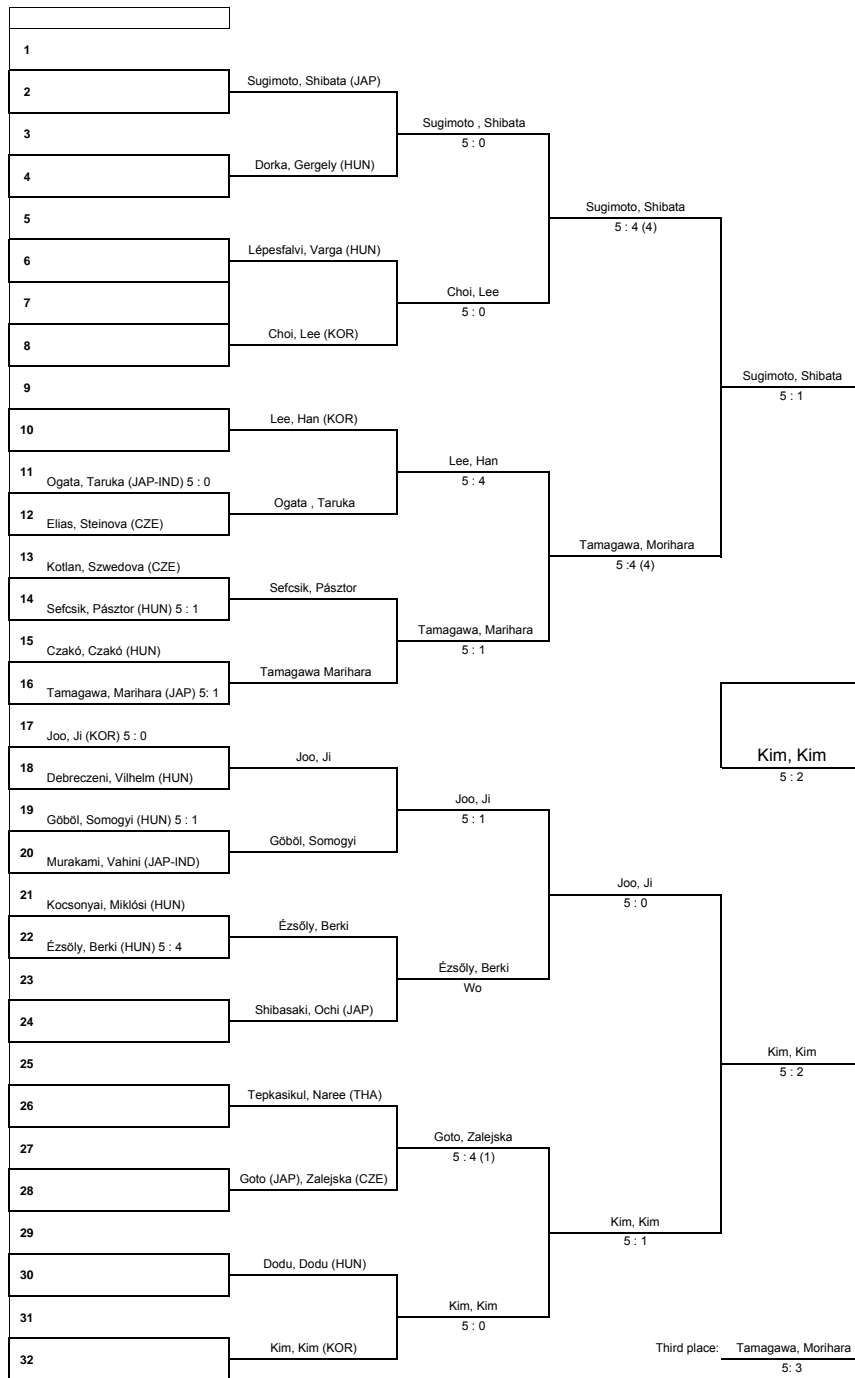 1
2
Sugimoto, Shibata (JAP)
Sugimoto , Shibata
3
5 : 0
4
Dorka, Gergely (HUN)
5
Sugimoto, Shibata
5 : 4 (4)
6
Lépesfalvi, Varga (HUN)
7
Choi, Lee
5 : 0
8
Choi, Lee (KOR)
9
Sugimoto, Shibata
5 : 1
10
Lee, Han (KOR)
11
Ogata, Taruka (JAP-IND) 5 : 0
Lee, Han
5 : 4
12
Elias, Steinova (CZE)
Ogata , Taruka
13
Kotlan, Szwedova (CZE)
Tamagawa, Morihara
5 :4 (4)
14
Sefcsik, Pásztor (HUN) 5 : 1
Sefcsik, Pásztor
15
Czakó, Czakó (HUN)
Tamagawa, Marihara
5 : 1
16
Tamagawa, Marihara (JAP) 5: 1
Tamagawa Marihara
17
Joo, Ji (KOR) 5 : 0
18
Debreczeni, Vilhelm (HUN)
Joo, Ji
Kim, Kim
5 : 2
19
Göböl, Somogyi (HUN) 5 : 1
Joo, Ji
5 : 1
20
Murakami, Vahini (JAP-IND)
Göböl, Somogyi
21
Kocsonyai, Miklósi (HUN)
Joo, Ji
5 : 0
22
Ézsöly, Berki (HUN) 5 : 4
Ézsőly, Berki
23
Ézsőly, Berki
Wo
24
Shibasaki, Ochi (JAP)
25
Kim, Kim
5 : 2
26
Tepkasikul, Naree (THA)
27
Goto, Zalejska
5 : 4 (1)
28
Goto (JAP), Zalejska (CZE)
29
Kim, Kim
5 : 1
30
Dodu, Dodu (HUN)
31
Kim, Kim
5 : 0
32
Kim, Kim (KOR)
Third place: Tamagawa, Morihara
5: 3